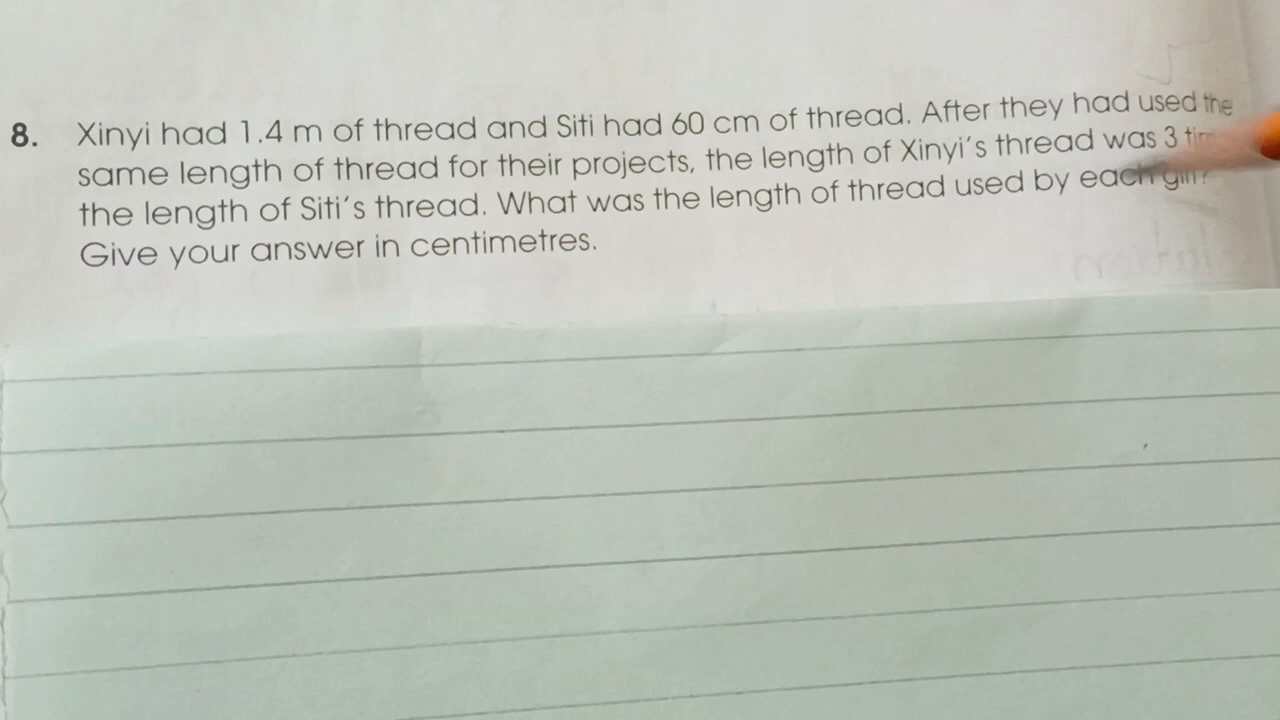 8. Xinyi had 1.4 m of thread and Siti had 60 cm of thread. After they had used the
same length of thread for their projects, the length of Xinyi's thread was 3
the length of Siti's thread. What was the length of thread used by each
Give your answer in centimetres.